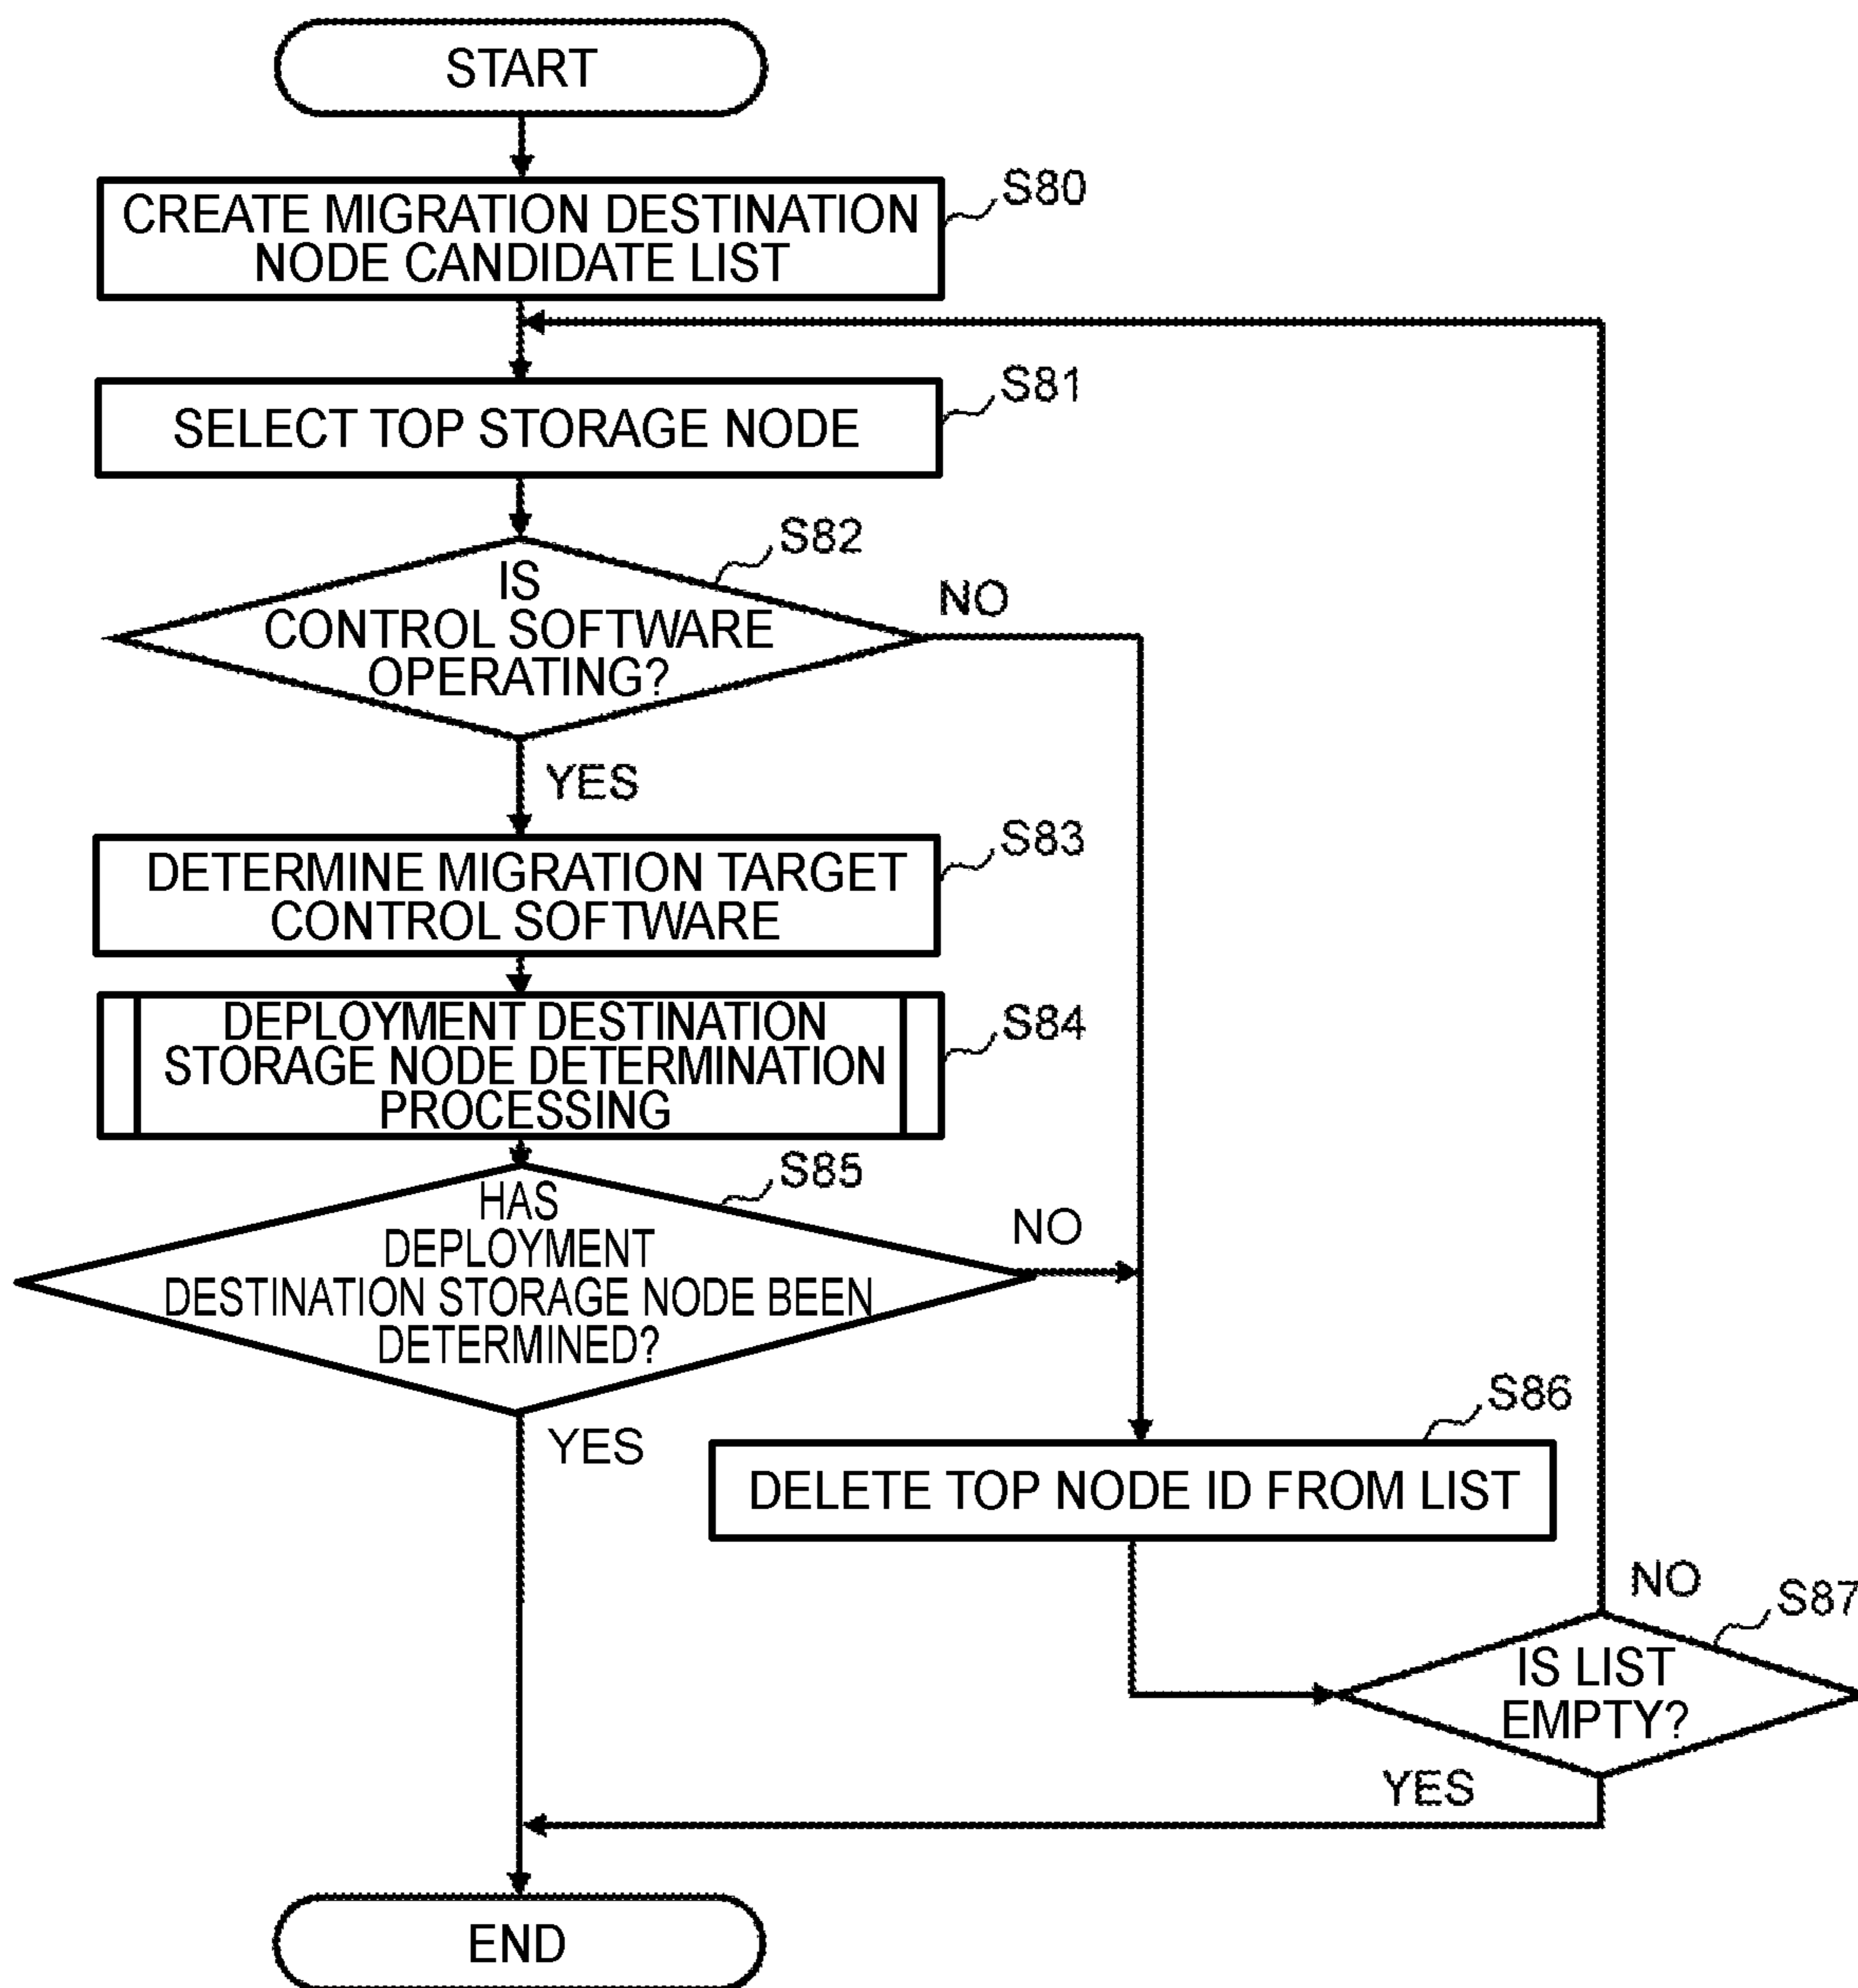 START
CREATE MIGRATION DESTINATION
NODE CANDIDATE LIST
S80
SELECT TOP STORAGE NODE
S81
IS
CONTROL SOFTWARE
OPERATING?
S82
NO
YES
DETERMINE MIGRATION TARGET
CONTROL SOFTWARE
S83
DEPLOYMENT DESTINATION
STORAGE NODE DETERMINATION
PROCESSING
S84
HAS
DEPLOYMENT
DESTINATION STORAGE NODE BEEN
DETERMINED?
S85
NO
YES
DELETE TOP NODE ID FROM LIST
S86
NO
IS LIST
EMPTY?
S87
YES
END